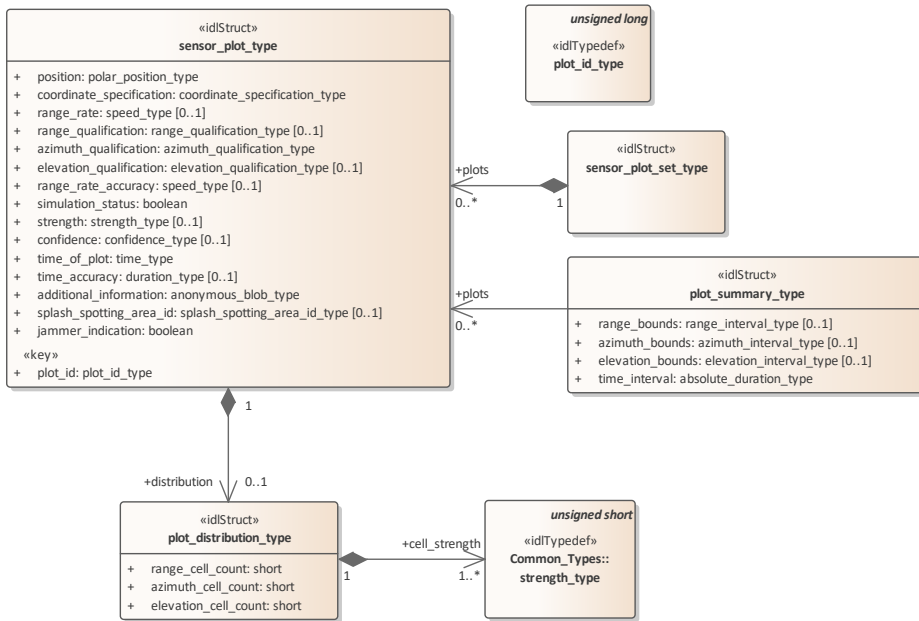 «idlStruct»
sensor_plot_type
+ position: polar_position_type
+ coordinate_specification: coordinate_specification_type
+ range_rate: speed_type [0..1]
+ range_qualification: range_qualification_type [0..1]
+ azimuth_qualification: azimuth_qualification_type
+ elevation_qualification: elevation_qualification_type [0..1]
+ range_rate_accuracy: speed_type [0..1]
+ simulation_status: boolean
+ strength: strength_type [0..1]
+ confidence: confidence_type [0..1]
+ time_of_plot: time_type
+ time_accuracy: duration_type [0..1]
+ additional_information: anonymous_blob_type
+ splash_spotting_area_id: splash_spotting_area_id_type [0..1]
+ jammer_indication: boolean
«key»
+ plot_id: plot_id_type
unsigned long
«idlTypedef»
plot_id_type
«idlStruct»
sensor_plot_set_type
+plots
0..*
1
«idlStruct»
plot_summary_type
+ range_bounds: range_interval_type [0..1]
+ azimuth_bounds: azimuth_interval_type [0..1]
+ elevation_bounds: elevation_interval_type [0..1]
+ time_interval: absolute_duration_type
+plots
0..*
1
+distribution
0..1
«idlStruct»
plot_distribution_type
+ range_cell_count: short
+ azimuth_cell_count: short
+ elevation_cell_count: short
+cell_strength
1
1..*
unsigned short
«idlTypedef»
Common_Types::
strength_type